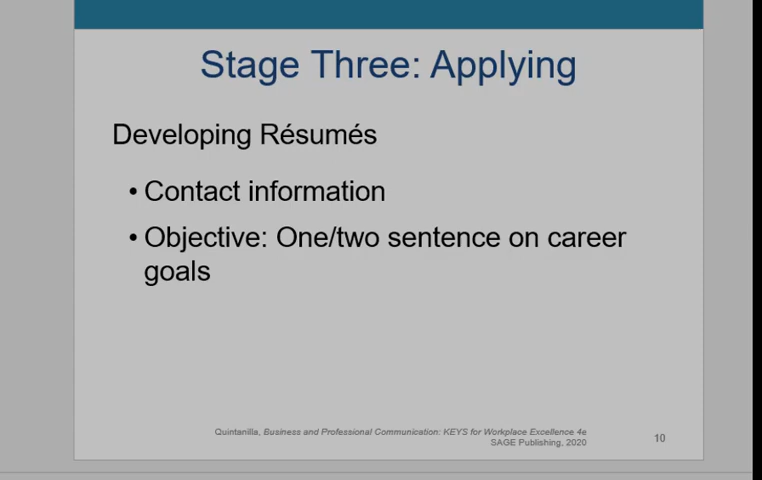 Stage Three: Applying
Developing Résumés
• Contact information
• Objective: One/two sentence on career
goals
Quintanilla, Business and Professional Communication: KEYS for Workplace Excellence 4e
SAGE Publishing, 2020
10